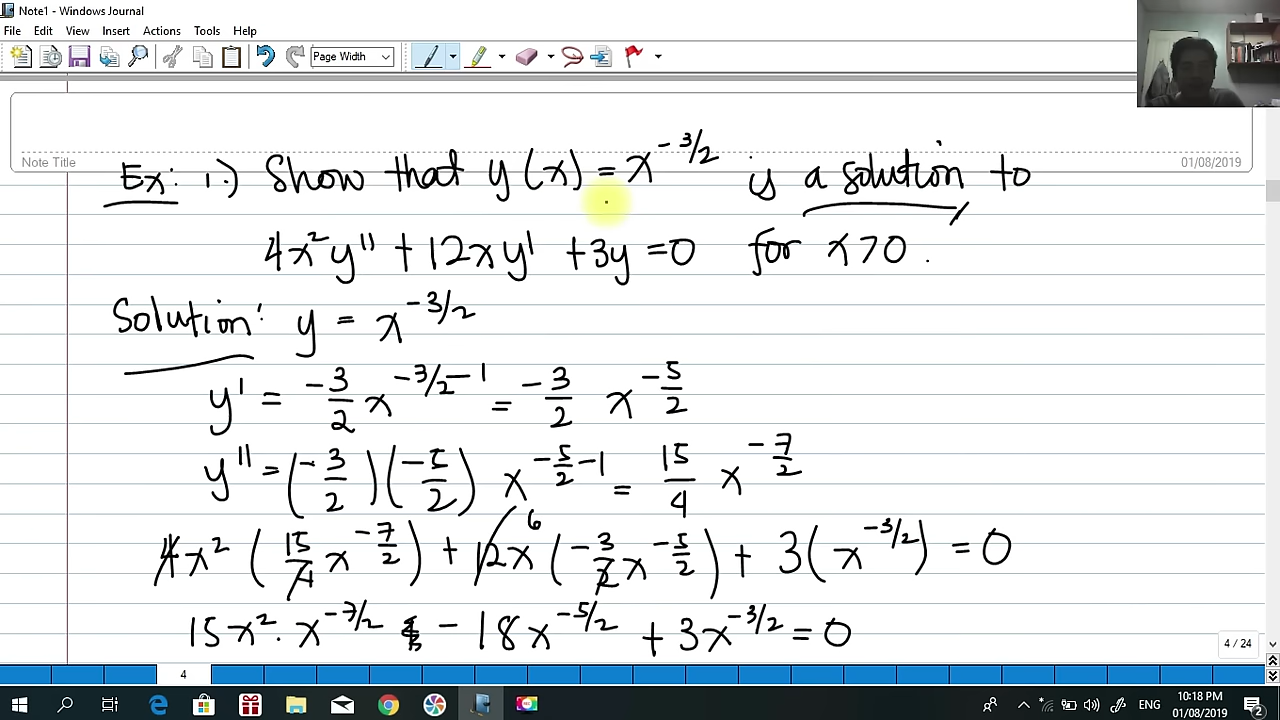 Note1 - Windows Journal
File Edit View Insert Actions Tools Help
Page Width
Note Title
01/08/2019
Ex: 1.) Show that y(x) = x^{-3/2} is a solution to
4x²y'' + 12xy' + 3y = 0 for x>0.
Solution: y = x^{-3/2}
y' = -3/2 x^{-3/2-1} = -3/2 x^{-5/2}
y'' = (-3/2)(-5/2) x^{-5/2-1} = 15/4 x^{-7/2}
6
4x² (15/4 x^{-7/2}) + 12x (-3/2 x^{-5/2}) + 3(x^{-3/2}) = 0
15x² · x^{-7/2} - 18x^{-5/2} + 3x^{-3/2} = 0
4 / 24
4
ENG
10:18 PM
01/08/2019
2